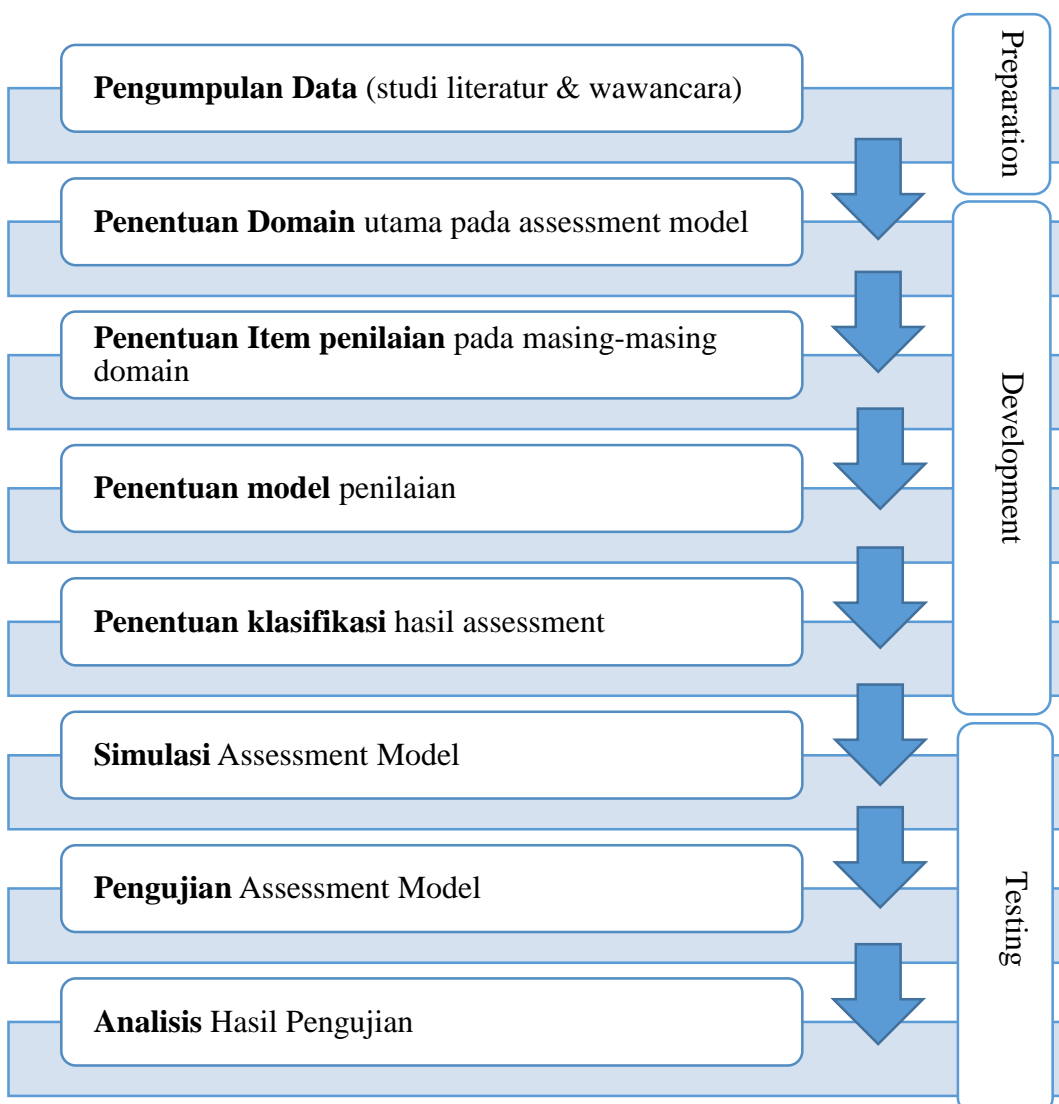 Pengumpulan Data (studi literatur & wawancara)
Preparation
Penentuan Domain utama pada assessment model
Penentuan Item penilaian pada masing-masing
domain
Penentuan model penilaian
Penentuan klasifikasi hasil assessment
Development
Simulasi Assessment Model
Pengujian Assessment Model
Analisis Hasil Pengujian
Testing